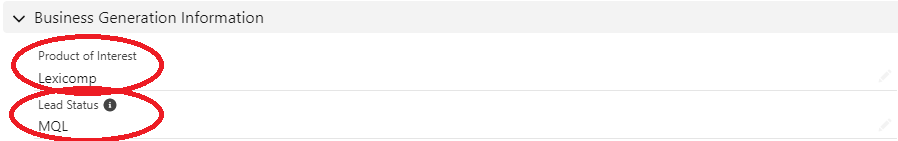 Business Generation Information
Product of Interest
Lexicomp
Lead Status
MQL